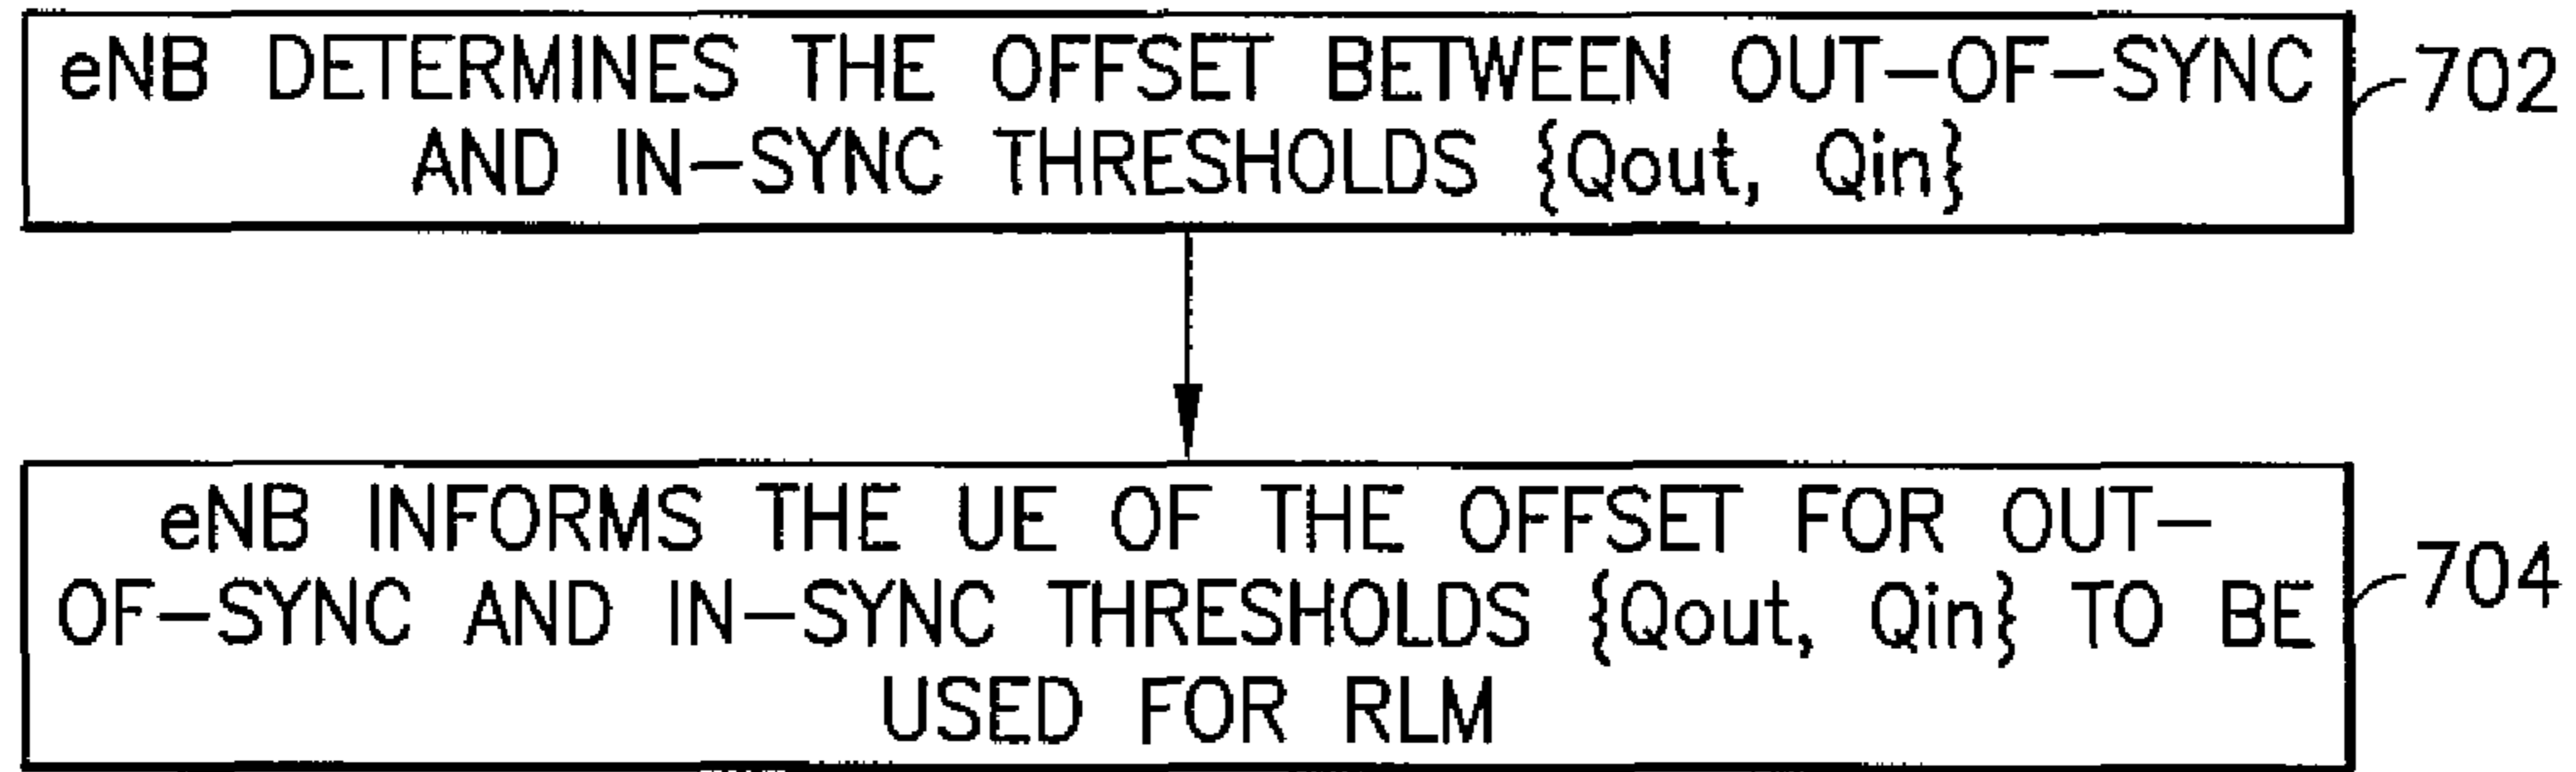 eNB DETERMINES THE OFFSET BETWEEN OUT-OF-SYNC
AND IN-SYNC THRESHOLDS {Qout, Qin}
702
eNB INFORMS THE UE OF THE OFFSET FOR OUT-
OF-SYNC AND IN-SYNC THRESHOLDS {Qout, Qin} TO BE
USED FOR RLM
704